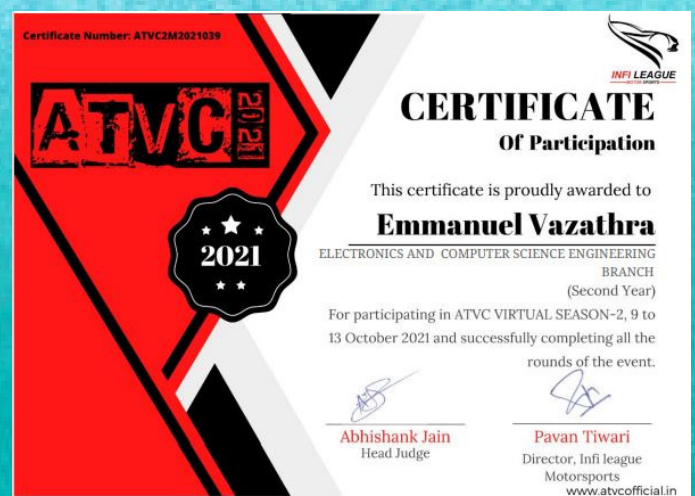 Certificate Number: ATVC2M2021039
INFI LEAGUE
MOTOR SPORTS
ATVC 2021
CERTIFICATE
Of Participation
This certificate is proudly awarded to
Emmanuel Vazathra
2021
ELECTRONICS AND COMPUTER SCIENCE ENGINEERING
BRANCH
(Second Year)
For participating in ATVC VIRTUAL SEASON-2, 9 to
13 October 2021 and successfully completing all the
rounds of the event.
Abhishank Jain
Head Judge
Pavan Tiwari
Director, Infi league
Motorsports
www.atvcofficial.in